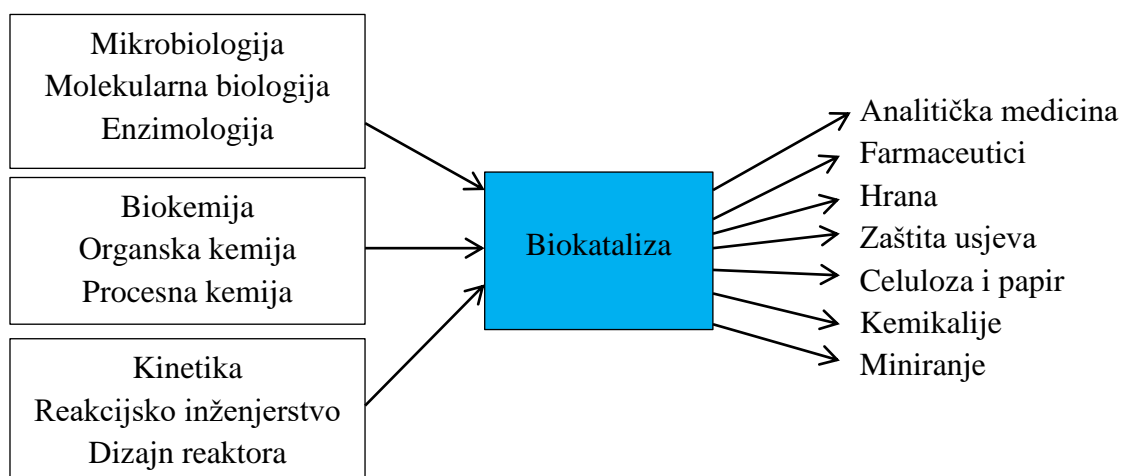 Mikrobiologija
Molekularna biologija
Enzimologija
Biokemija
Organska kemija
Procesna kemija
Kinetika
Reakcijsko inženjerstvo
Dizajn reaktora
Biokataliza
Analitička medicina
Farmaceutici
Hrana
Zaštita usjeva
Celuloza i papir
Kemikalije
Miniranje